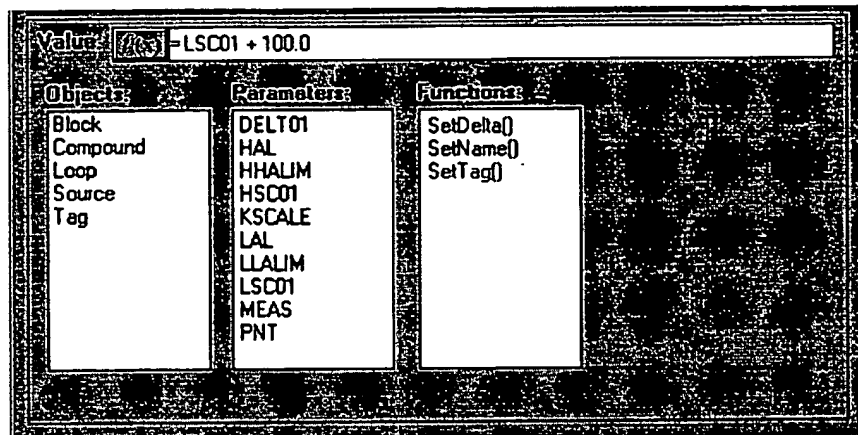 Value: f(x) =LSC01 + 100.0
Objects:
Block
Compound
Loop
Source
Tag
Parameters:
DELT01
HAL
HHALIM
HSC01
KSCALE
LAL
LLALIM
LSC01
MEAS
PNT
Functions:
SetDelta()
SetName()
SetTag()